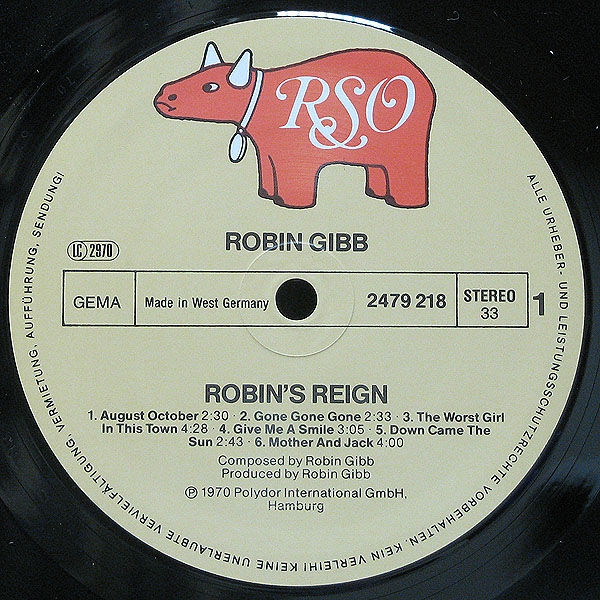 RSO
ROBIN GIBB
LC 2970
GEMA
Made in West Germany
2479 218
STEREO
33
1
ROBIN'S REIGN
1. August October 2:30 · 2. Gone Gone Gone 2:33 · 3. The Worst Girl
In This Town 4:28 · 4. Give Me A Smile 3:05 · 5. Down Came The
Sun 2:43 · 6. Mother And Jack 4:00
Composed by Robin Gibb
Produced by Robin Gibb
℗ 1970 Polydor International GmbH,
Hamburg
ALLE URHEBER- UND LEISTUNGSSCHUTZRECHTE VORBEHALTEN. KEIN VERLEIH! KEINE UNERLAUBTE VERVIELFÄLTIGUNG, VERMIETUNG, AUFFÜHRUNG, SENDUNG!